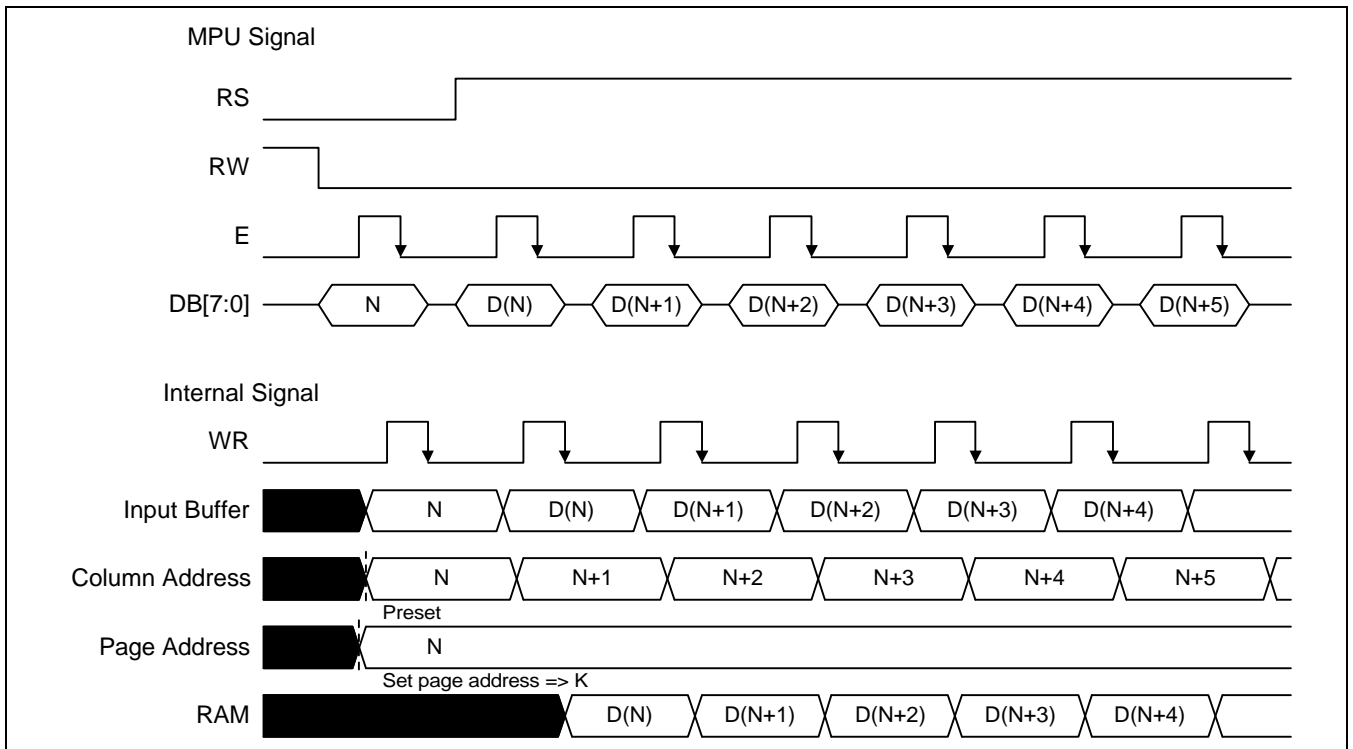 MPU Signal
RS
RW
E
DB[7:0] N D(N) D(N+1) D(N+2) D(N+3) D(N+4) D(N+5)
Internal Signal
WR
Input Buffer N D(N) D(N+1) D(N+2) D(N+3) D(N+4)
Column Address N N+1 N+2 N+3 N+4 N+5
Preset
Page Address N
Set page address => K
RAM D(N) D(N+1) D(N+2) D(N+3) D(N+4)